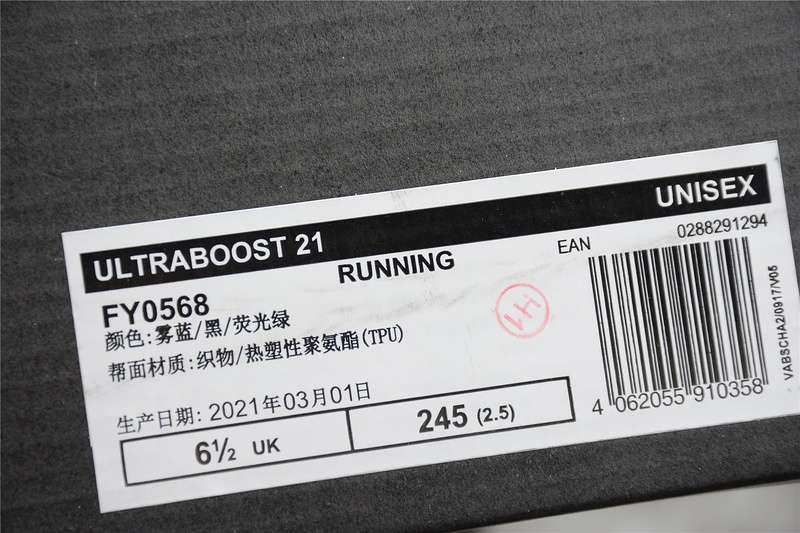 ULTRABOOST 21
UNISEX
RUNNING
EAN
0288291294
FY0568
颜色:雾蓝/黑/荧光绿
帮面材质:织物/热塑性聚氨酯(TPU)
生产日期: 2021年03月01日
6½ UK
245 (2.5)
4 062055 910358
VABSCHA2/0917/V05